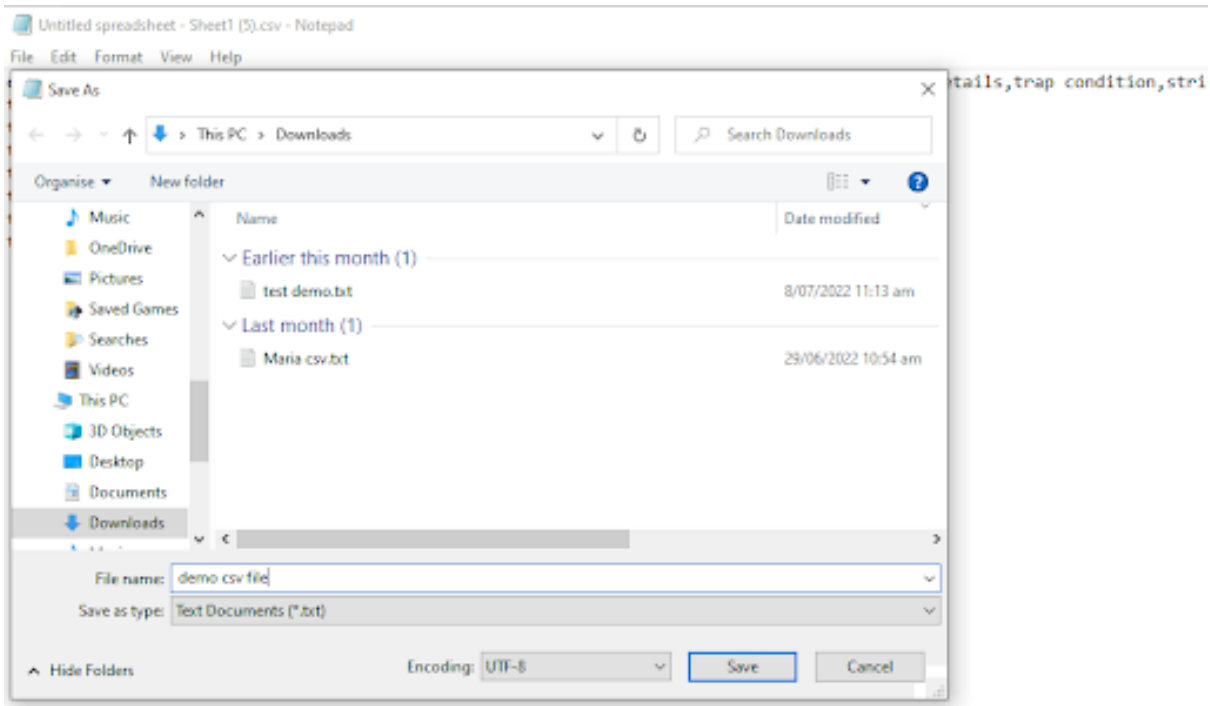 Untitled spreadsheet - Sheet1 (5).csv - Notepad
File Edit Format View Help
tails,trap condition,stri
Save As
This PC > Downloads
Search Downloads
Organise New folder
Music
OneDrive
Pictures
Saved Games
Searches
Videos
This PC
3D Objects
Desktop
Documents
Downloads
Name Date modified
Earlier this month (1)
test demo.txt 8/07/2022 11:13 am
Last month (1)
Maria csv.txt 29/06/2022 10:54 am
File name: demo csv file
Save as type: Text Documents (*.txt)
Hide Folders Encoding: UTF-8 Save Cancel